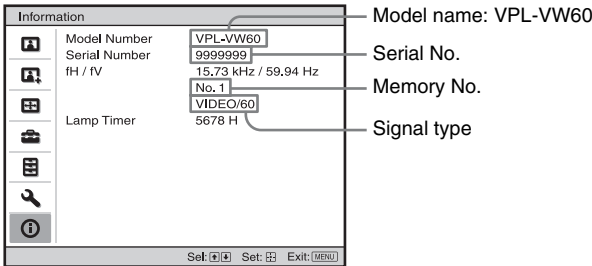 Information
Model Number VPL-VW60
Serial Number 9999999
fH / fV 15.73 kHz / 59.94 Hz
No. 1
VIDEO/60
Lamp Timer 5678 H
Sel: Set: Exit: MENU
Model name: VPL-VW60
Serial No.
Memory No.
Signal type